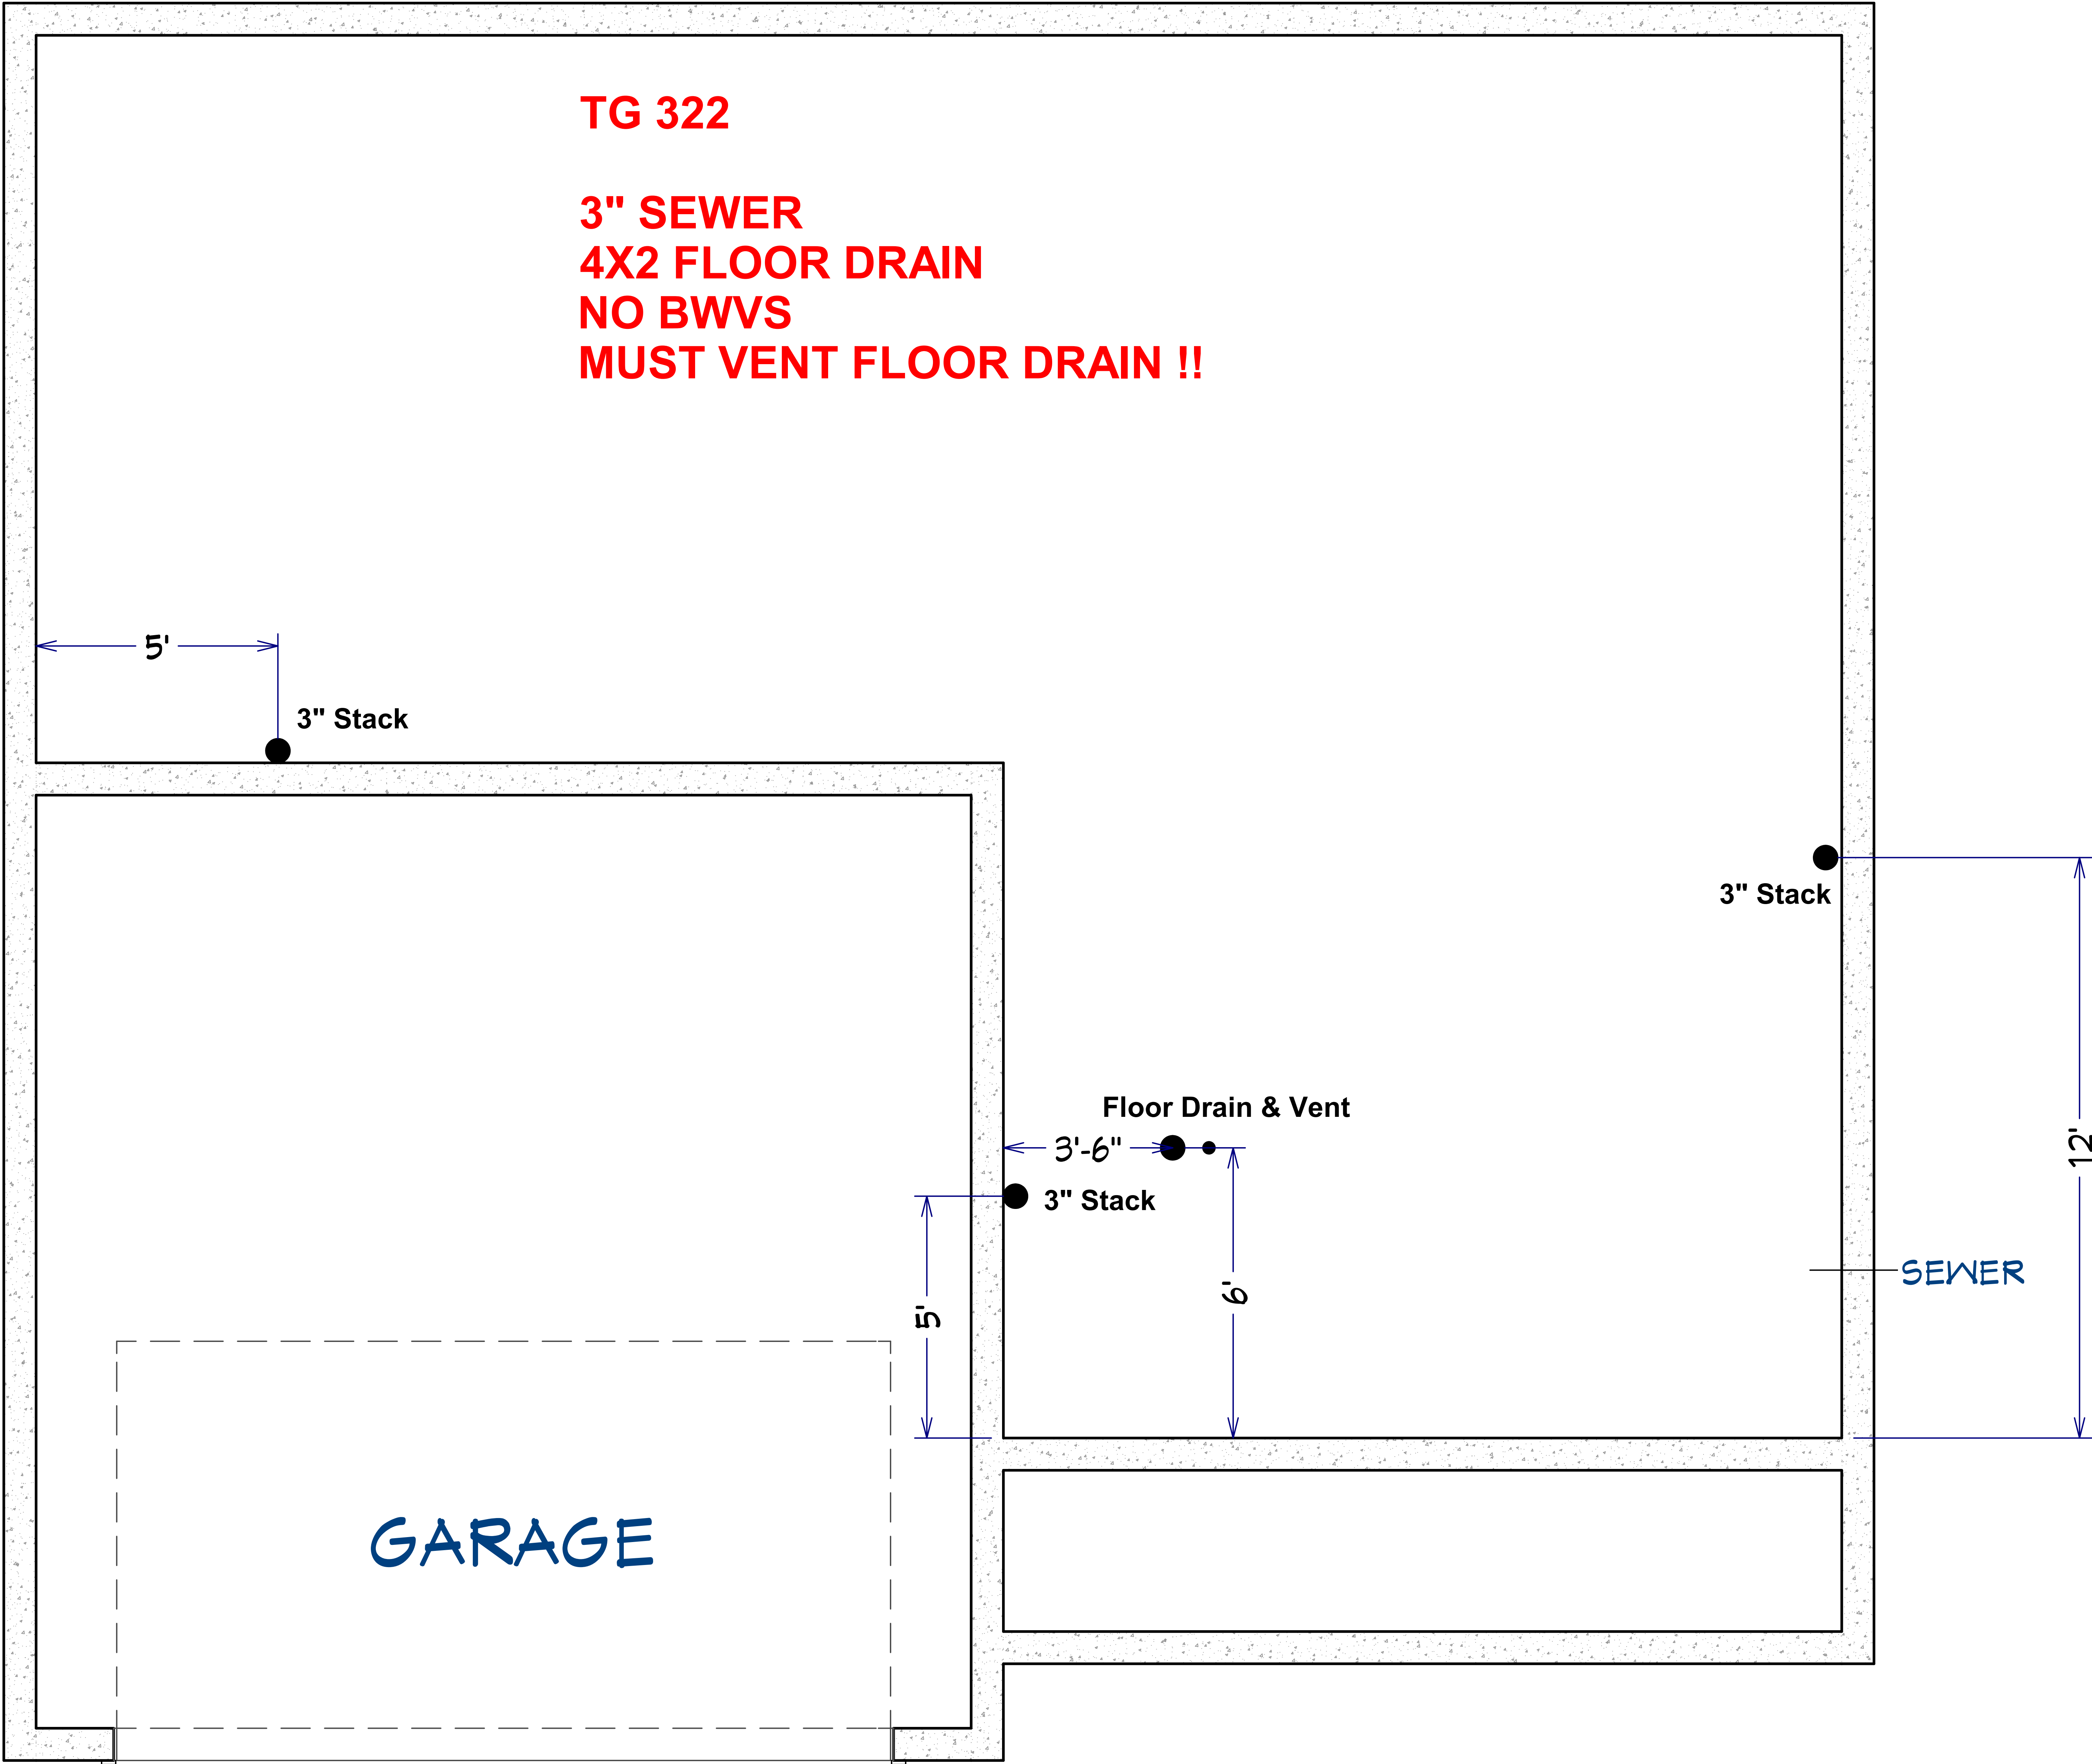 TG 322
3" SEWER
4X2 FLOOR DRAIN
NO BWVS
MUST VENT FLOOR DRAIN !!
5'
3" Stack
3" Stack
Floor Drain & Vent
3'-6"
12'
3" Stack
SEWER
6'
5'
GARAGE